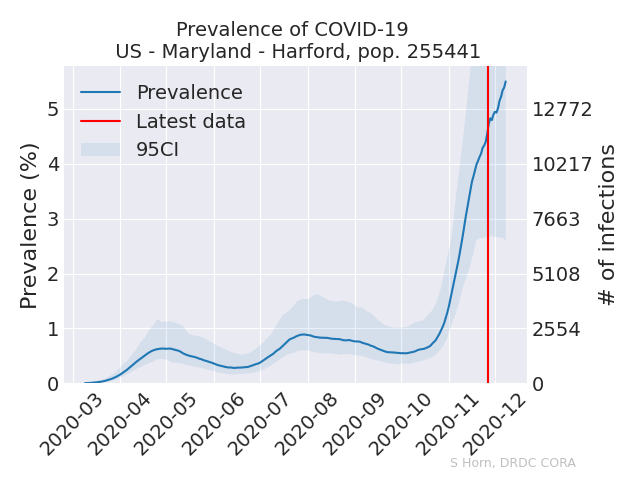 Prevalence of COVID-19
US - Maryland - Harford, pop. 255441
Prevalence
Latest data
95CI
Prevalence (%)
5
4
3
2
1
0
12772
10217
7663
5108
2554
0
# of infections
2020-03
2020-04
2020-05
2020-06
2020-07
2020-08
2020-09
2020-10
2020-11
2020-12
S Horn, DRDC CORA